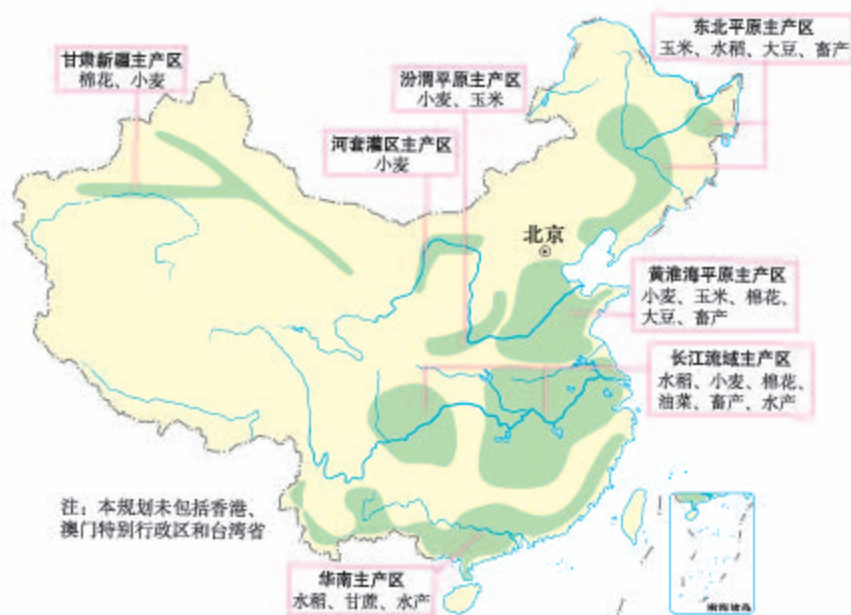 东北平原主产区
玉米、水稻、大豆、畜产
甘肃新疆主产区
棉花、小麦
汾渭平原主产区
小麦、玉米
河套灌区主产区
小麦
北京
黄淮海平原主产区
小麦、玉米、棉花、
大豆、畜产
长江流域主产区
水稻、小麦、棉花、
油菜、畜产、水产
注：本规划未包括香港、
澳门特别行政区和台湾省
华南主产区
水稻、甘蔗、水产
南海诸岛